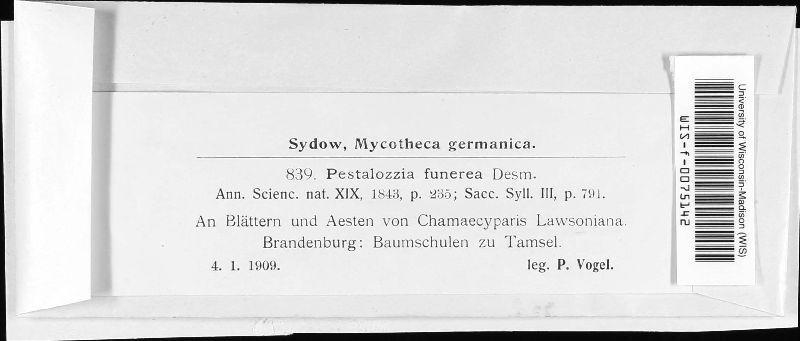 Sydow, Mycotheca germanica.
839. Pestalozzia funerea Desm.
Ann. Scienc. nat. XIX, 1843, p. 235; Sacc. Syll. III, p. 791.
An Blättern und Aesten von Chamaecyparis Lawsoniana.
Brandenburg: Baumschulen zu Tamsel.
4. 1. 1909. leg. P. Vogel.
University of Wisconsin-Madison (WIS)
WIS-f-0075142